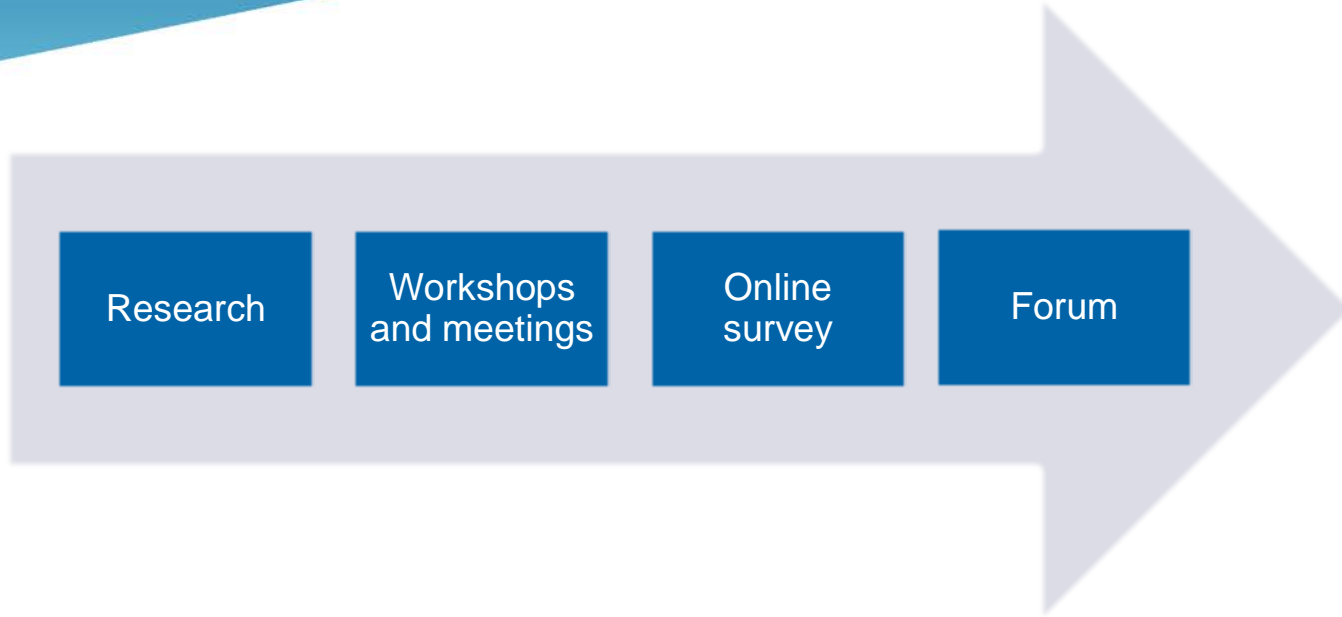 Research
Workshops
and meetings
Online
survey
Forum